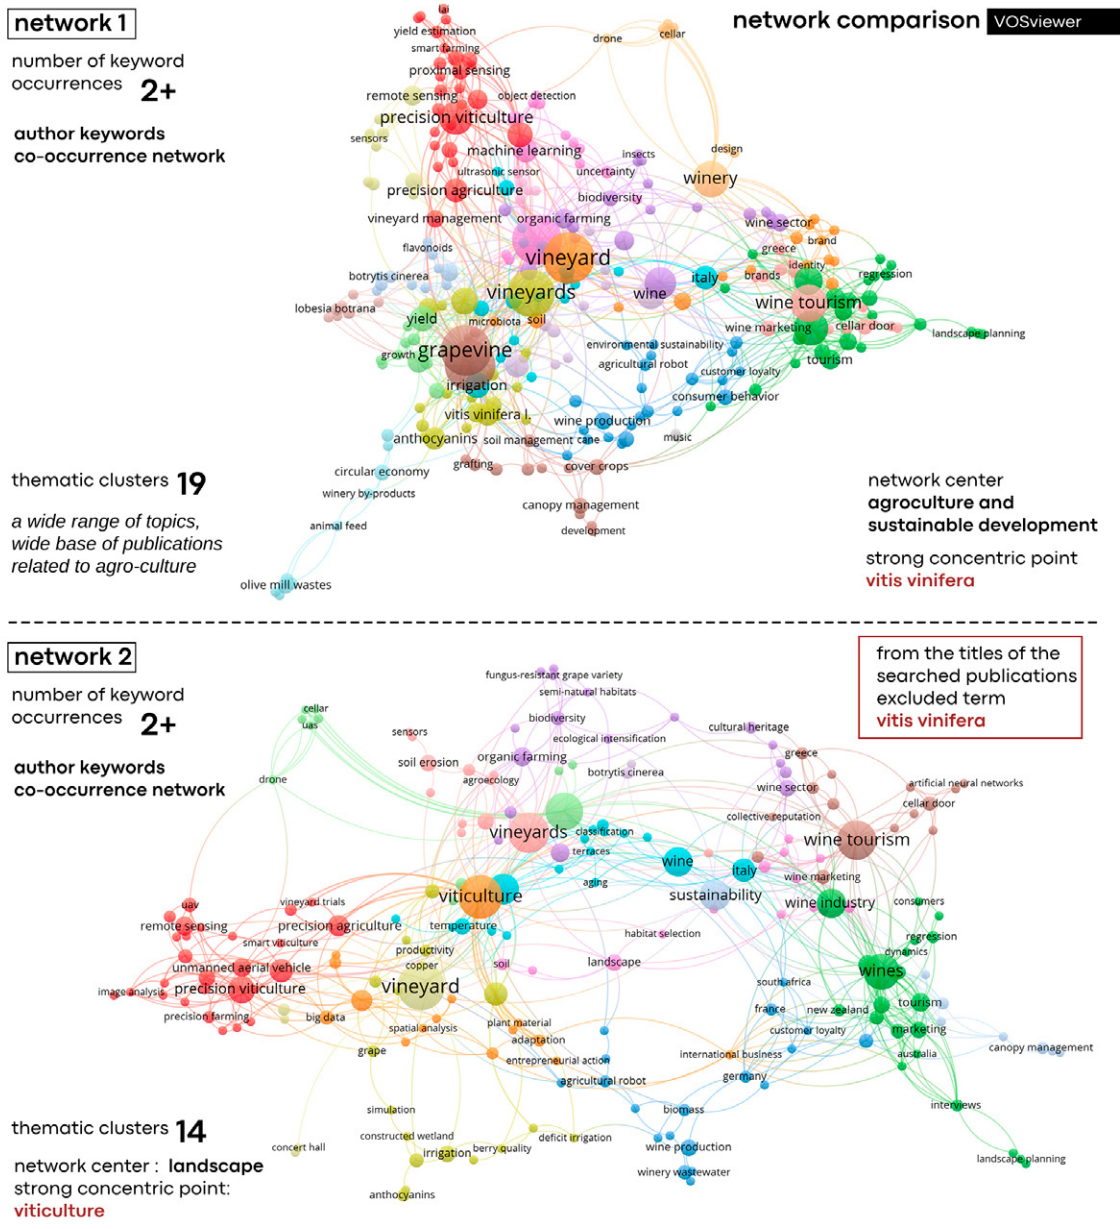 network 1
network comparison VOSviewer
number of keyword
occurrences 2+
author keywords
co-occurrence network
lai
yield estimation
smart farming
proximal sensing
remote sensing
object detection
precision viticulture
sensors
machine learning
ultrasonic sensor
precision agriculture
vineyard management
organic farming
drone
cellar
design
winery
insects
uncertainty
biodiversity
wine sector
greece
brand
identity
brands
regression
flavonoids
botrytis cinerea
lobesia botrana
vineyard
vineyards
wine
italy
wine tourism
yield
microbiota
soil
wine marketing
cellar door
landscape planning
growth
grapevine
environmental sustainability
agricultural robot
tourism
customer loyalty
irrigation
consumer behavior
vitis vinifera l.
wine production
anthocyanins
soil management
cane
music
grafting
cover crops
circular economy
winery by-products
canopy management
development
animal feed
olive mill wastes
thematic clusters 19
a wide range of topics,
wide base of publications
related to agro-culture
network center
agroculture and
sustainable development
strong concentric point
vitis vinifera
network 2
number of keyword
occurrences 2+
author keywords
co-occurrence network
from the titles of the
searched publications
excluded term
vitis vinifera
fungus-resistant grape variety
semi-natural habitats
cellar
uas
biodiversity
cultural heritage
sensors
ecological intensification
organic farming
soil erosion
greece
drone
agroecology
botrytis cinerea
wine sector
artificial neural networks
cellar door
collective reputation
vineyards
classification
wine tourism
terraces
wine
italy
wine marketing
aging
viticulture
sustainability
wine industry
consumers
uav
vineyard trials
remote sensing
precision agriculture
temperature
habitat selection
regression
smart viticulture
productivity
dynamics
unmanned aerial vehicle
copper
soil
landscape
wines
image analysis
precision viticulture
vineyard
south africa
precision farming
big data
spatial analysis
plant material
france
new zealand
tourism
adaptation
customer loyalty
marketing
grape
entrepreneurial action
international business
australia
canopy management
agricultural robot
germany
simulation
biomass
interviews
constructed wetland
deficit irrigation
concert hall
irrigation
berry quality
wine production
landscape planning
winery wastewater
anthocyanins
thematic clusters 14
network center : landscape
strong concentric point:
viticulture